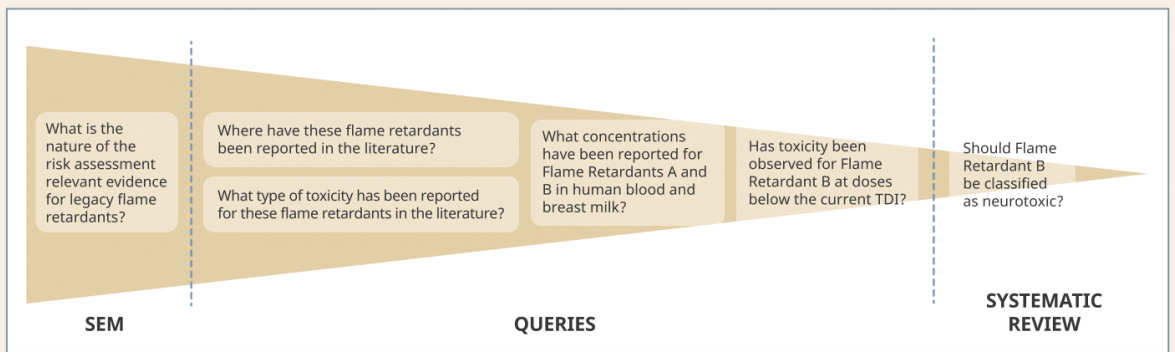 What is the
nature of the
risk assessment
relevant evidence
for legacy flame
retardants?
Where have these flame retardants
been reported in the literature?
What type of toxicity has been reported
for these flame retardants in the literature?
What concentrations
have been reported for
Flame Retardants A and
B in human blood and
breast milk?
Has toxicity been
observed for Flame
Retardant B at doses
below the current TDI?
Should Flame
Retardant B
be classified
as neurotoxic?
SEM
QUERIES
SYSTEMATIC
REVIEW